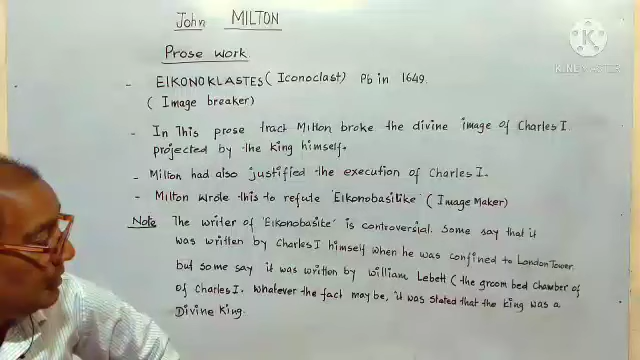 John MILTON
Prose work
- EIKONOKLASTES (Iconoclast) Pb in 1649.
(Image breaker)
- In this prose tract Milton broke the divine image of Charles I
projected by the king himself.
- Milton had also justified the execution of Charles I.
- Milton wrote this to refute 'Eikonobasilike' (Image Maker)
Note The writer of 'Eikonobasite' is controversial. Some say that it
was written by Charles I himself when he was confined to London Tower.
but some say it was written by William Lebett (the groom bed chamber of
of Charles I. Whatever the fact may be, it was stated that the king was a
Divine King.
K
KINEMASTER